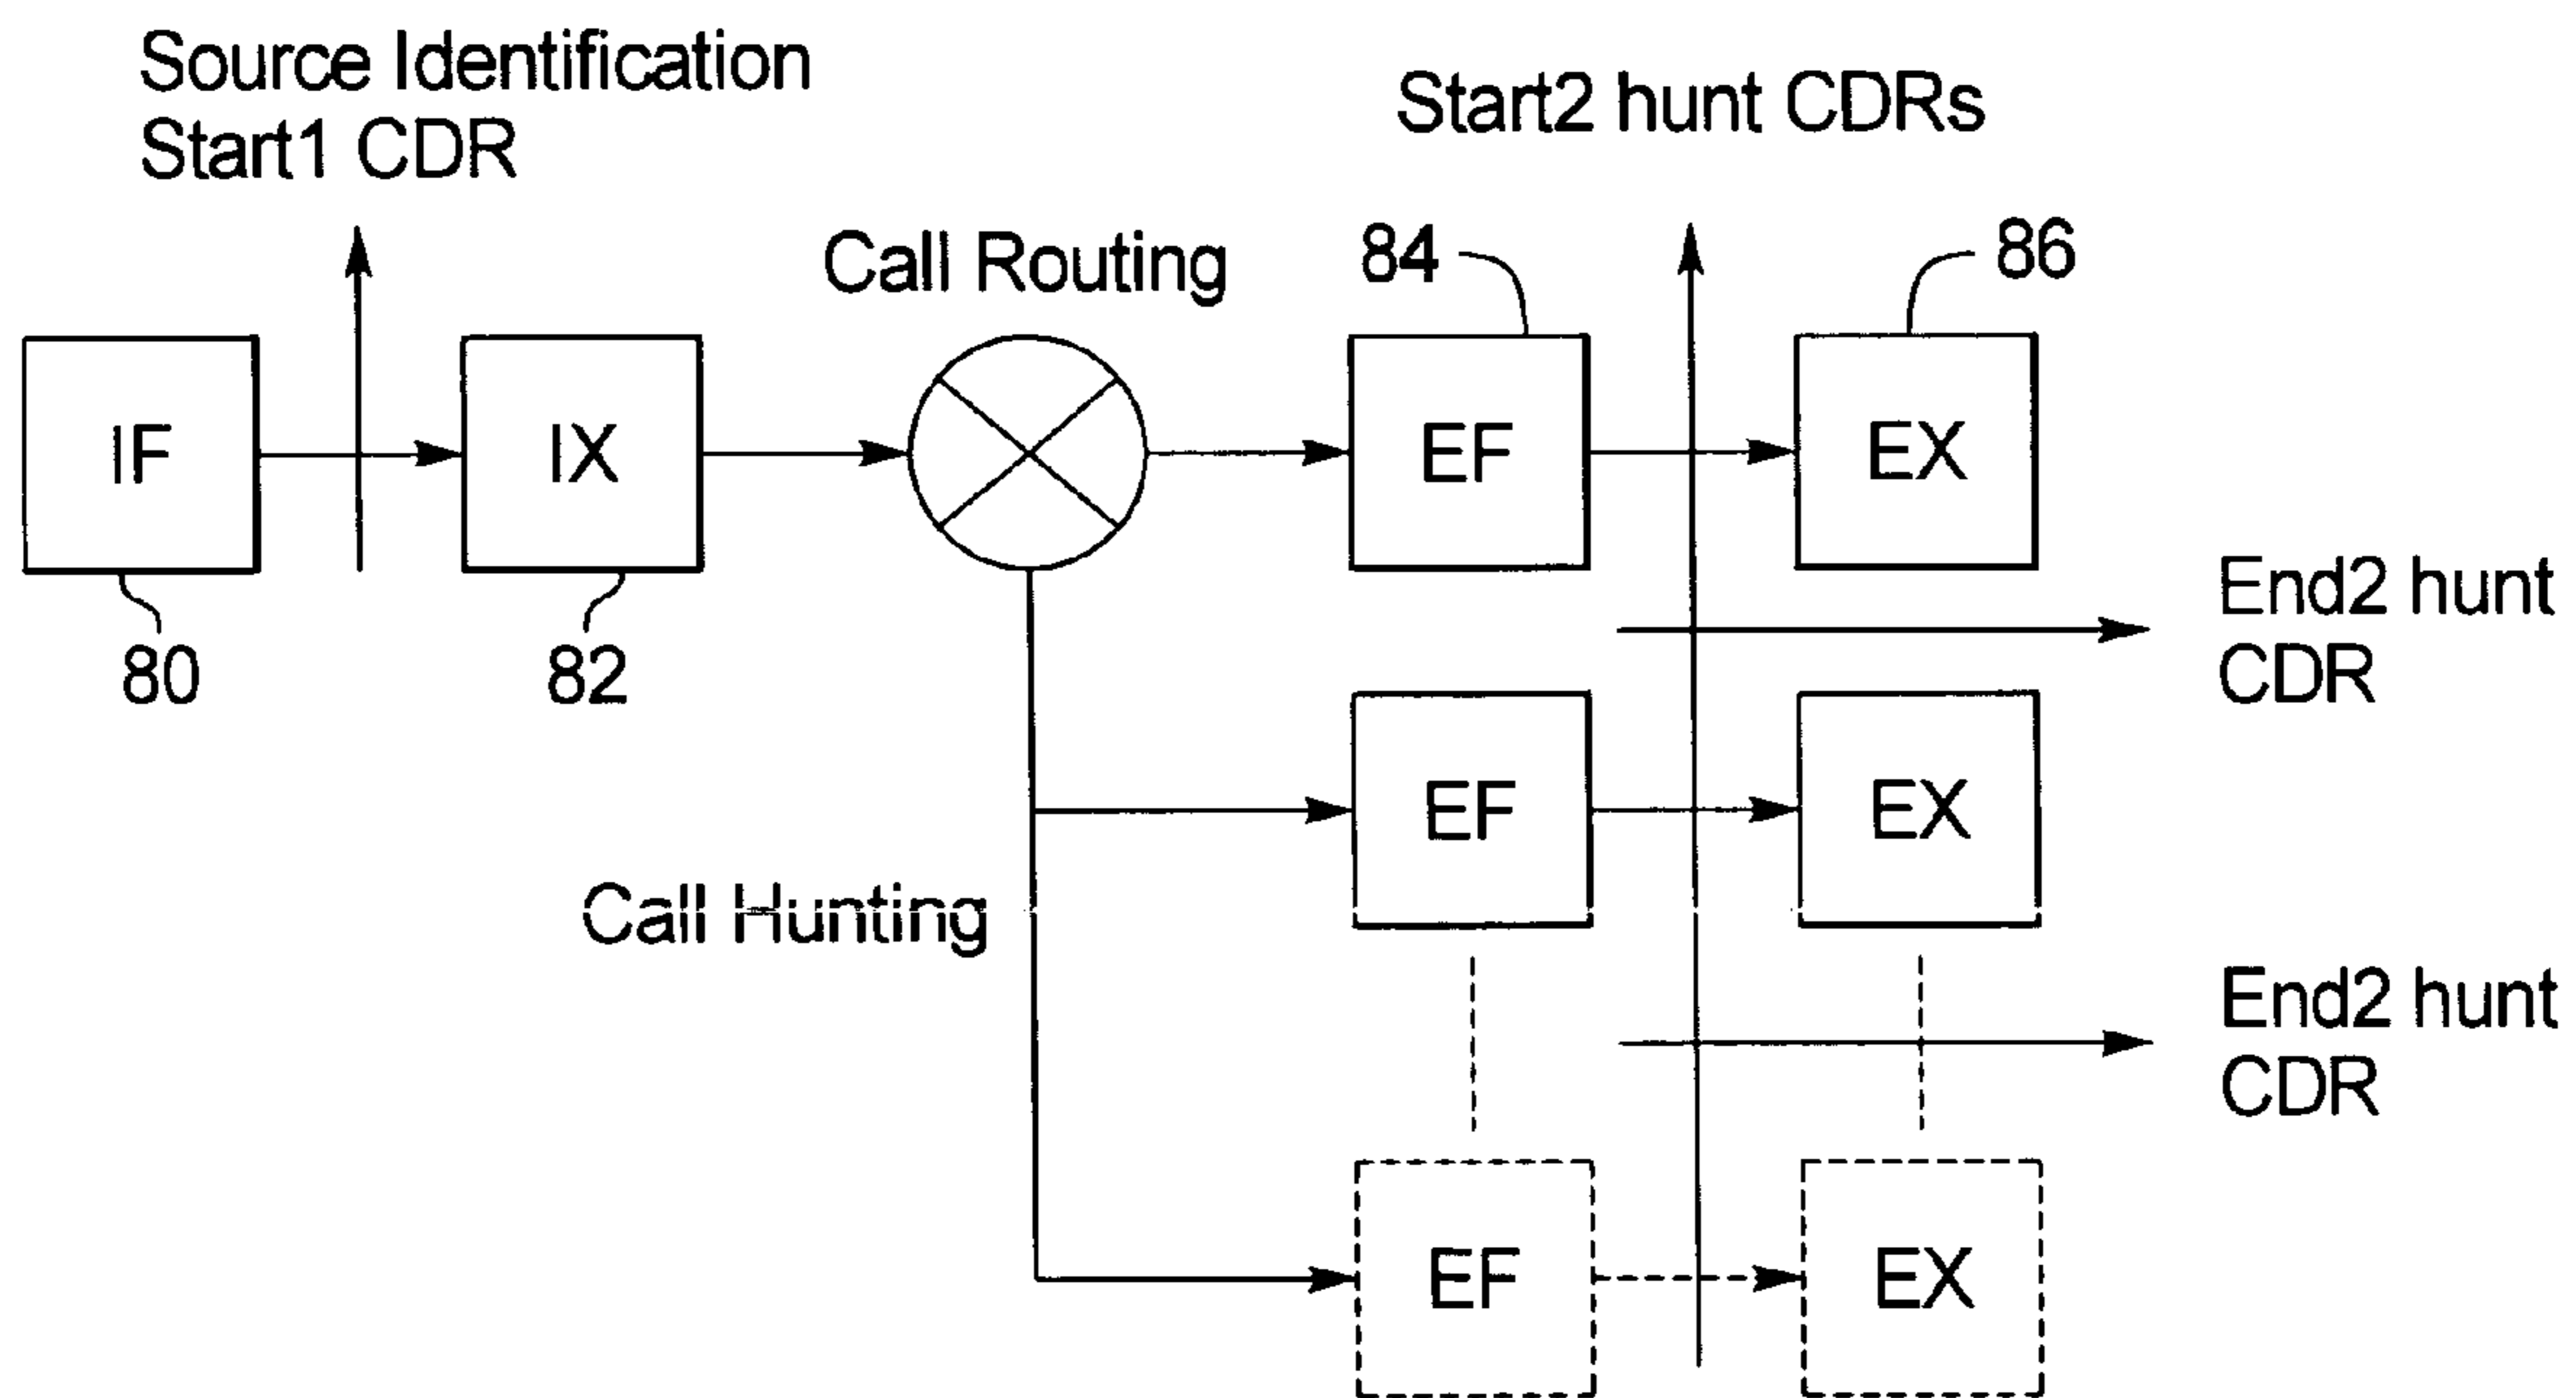 Source Identification
Start1 CDR
Start2 hunt CDRs
Call Routing
84
86
IF
IX
EF
EX
80
82
End2 hunt
CDR
EF
EX
Call Hunting
End2 hunt
CDR
EF
EX